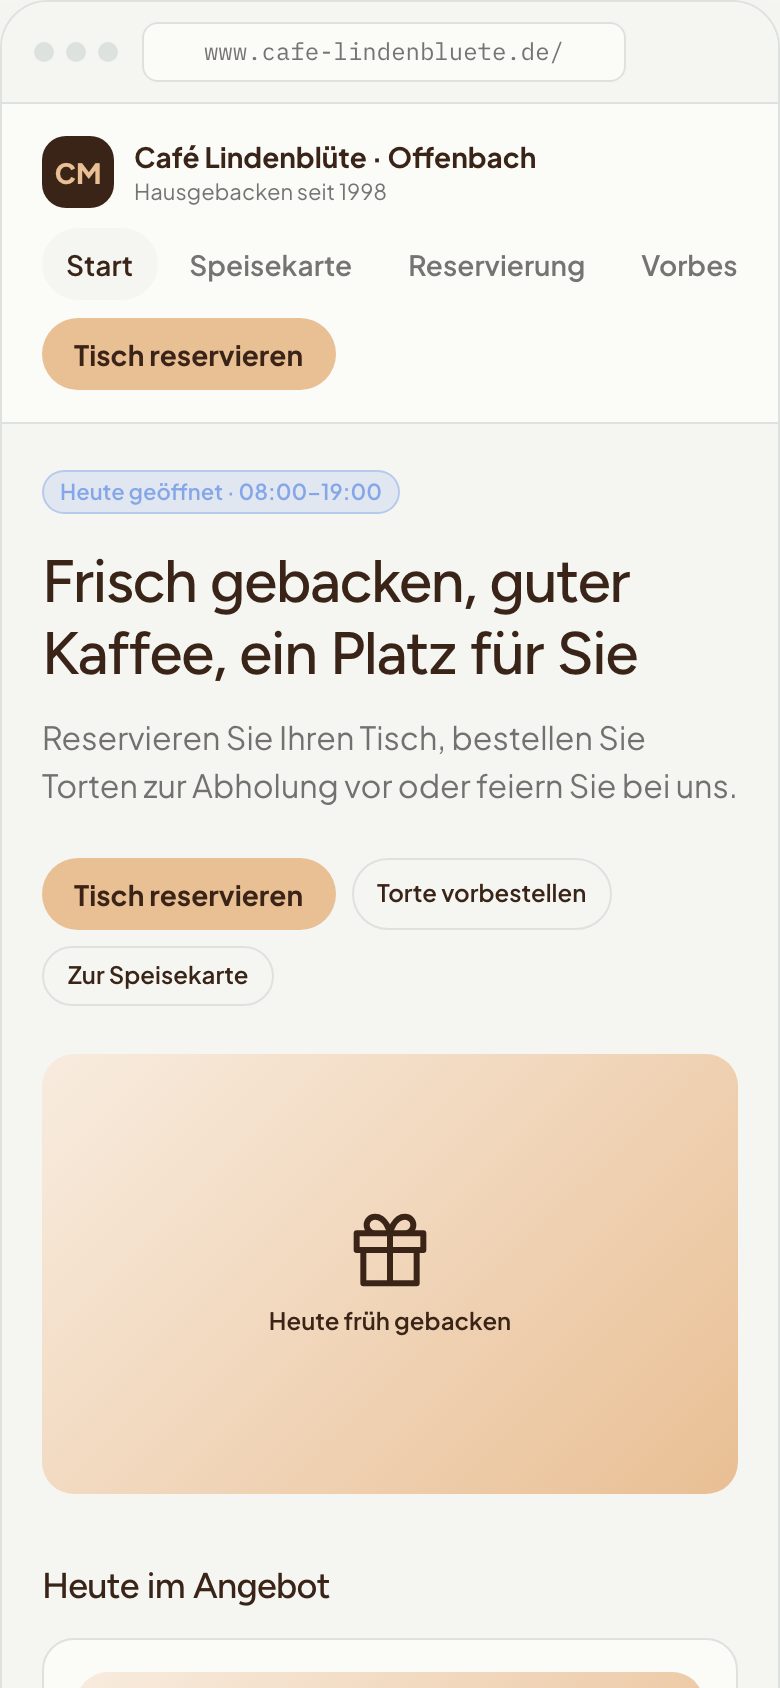 www.cafe-lindenbluete.de/
CM
Café Lindenblüte · Offenbach
Hausgebacken seit 1998
Start Speisekarte Reservierung Vorbes
Tisch reservieren
Heute geöffnet · 08:00–19:00
Frisch gebacken, guter
Kaffee, ein Platz für Sie
Reservieren Sie Ihren Tisch, bestellen Sie
Torten zur Abholung vor oder feiern Sie bei uns.
Tisch reservieren Torte vorbestellen
Zur Speisekarte
Heute früh gebacken
Heute im Angebot